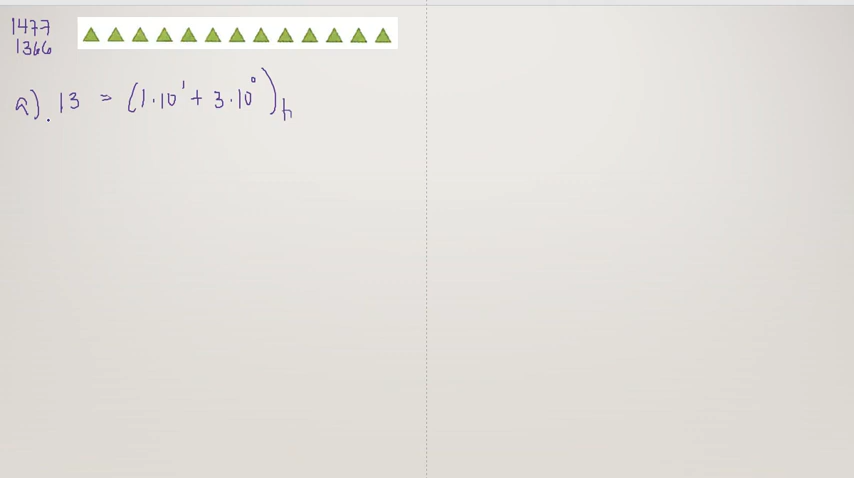 1477
1366
a). 13 = (1·10¹ + 3·10⁰)